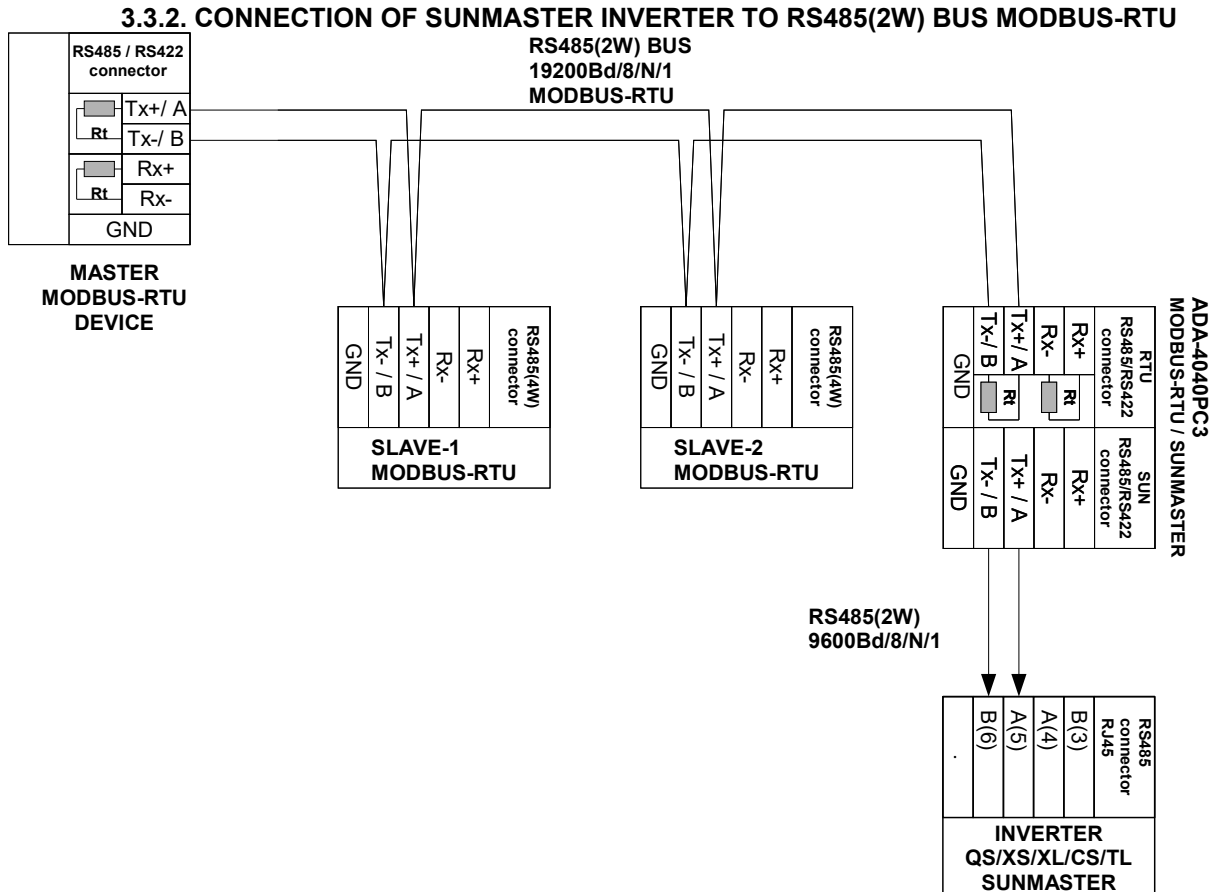 3.3.2. CONNECTION OF SUNMASTER INVERTER TO RS485(2W) BUS MODBUS-RTU
RS485(2W) BUS
19200Bd/8/N/1
MODBUS-RTU
RS485 / RS422
connector
Tx+/ A
Rt
Tx-/ B
Rx+
Rt
Rx-
GND
MASTER
MODBUS-RTU
DEVICE
RS485(4W)
connector
Rx+
Rx-
Tx+ / A
Tx- / B
GND
SLAVE-1
MODBUS-RTU
RS485(4W)
connector
Rx+
Rx-
Tx+ / A
Tx- / B
GND
SLAVE-2
MODBUS-RTU
ADA-4040PC3
MODBUS-RTU / SUNMASTER
RTU
RS485/RS422
connector
Rx+
Rx-
Tx+/ A
Tx-/ B
GND
Rt
Rt
SUN
RS485/RS422
connector
Rx+
Rx-
Tx+ / A
Tx- / B
GND
RS485(2W)
9600Bd/8/N/1
RS485
connector
RJ45
B(3)
A(4)
A(5)
B(6)
.
INVERTER
QS/XS/XL/CS/TL
SUNMASTER